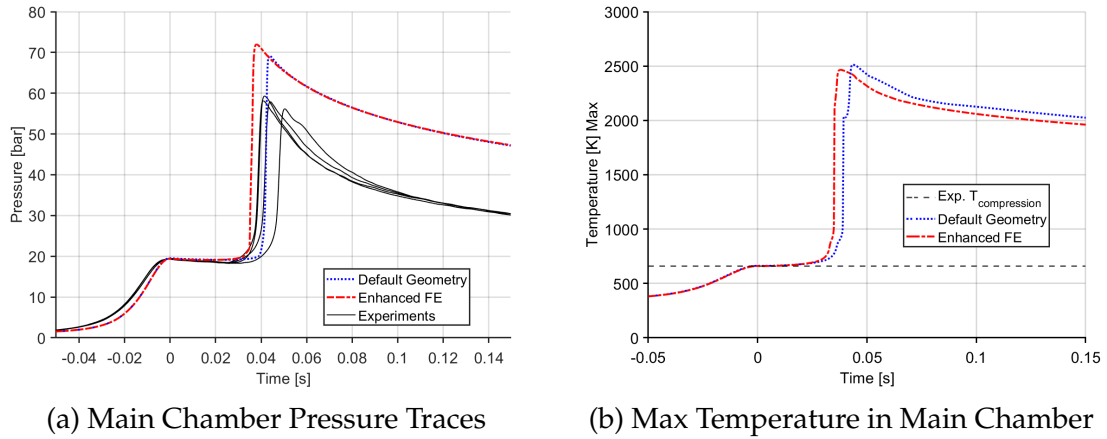 80
70
60
50
40
30
20
10
0
Pressure [bar]
-0.04 -0.02 0 0.02 0.04 0.06 0.08 0.1 0.12 0.14
Time [s]
Default Geometry
Enhanced FE
Experiments
(a) Main Chamber Pressure Traces
3000
2500
2000
1500
1000
500
0
Temperature [K] Max
-0.05 0 0.05 0.1 0.15
Time [s]
Exp. T_compression
Default Geometry
Enhanced FE
(b) Max Temperature in Main Chamber